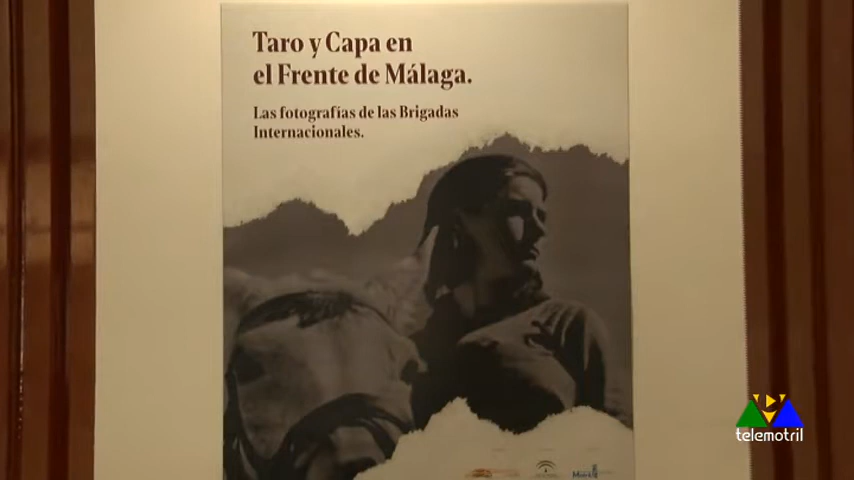 Taro y Capa en
el Frente de Málaga.
Las fotografías de las Brigadas
Internacionales.
telemotril